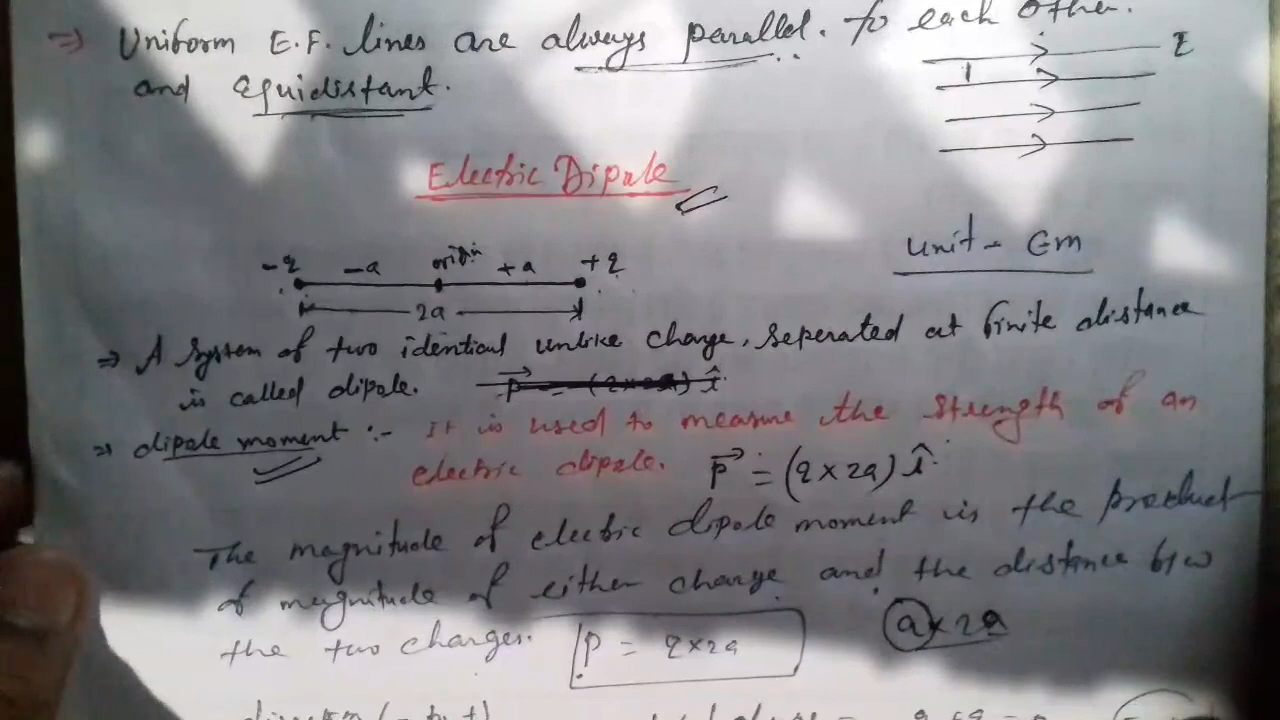 ⇒ Uniform E.F. lines are always parallel. to each other.
and equidistant.
E
Electric Dipole
unit - Cm
-q -a origin +a +q
2a
⇒ A system of two identical unlike charge, seperated at finite distance
is called dipole.
⇒ dipole moment :- It is used to measure the strength of an
electric dipole. p⃗ = (q×2a) î
The magnitude of electric dipole moment is the product
of magnitude of either charge and the distance b/w
the two charges. p = q×2a
a×2a